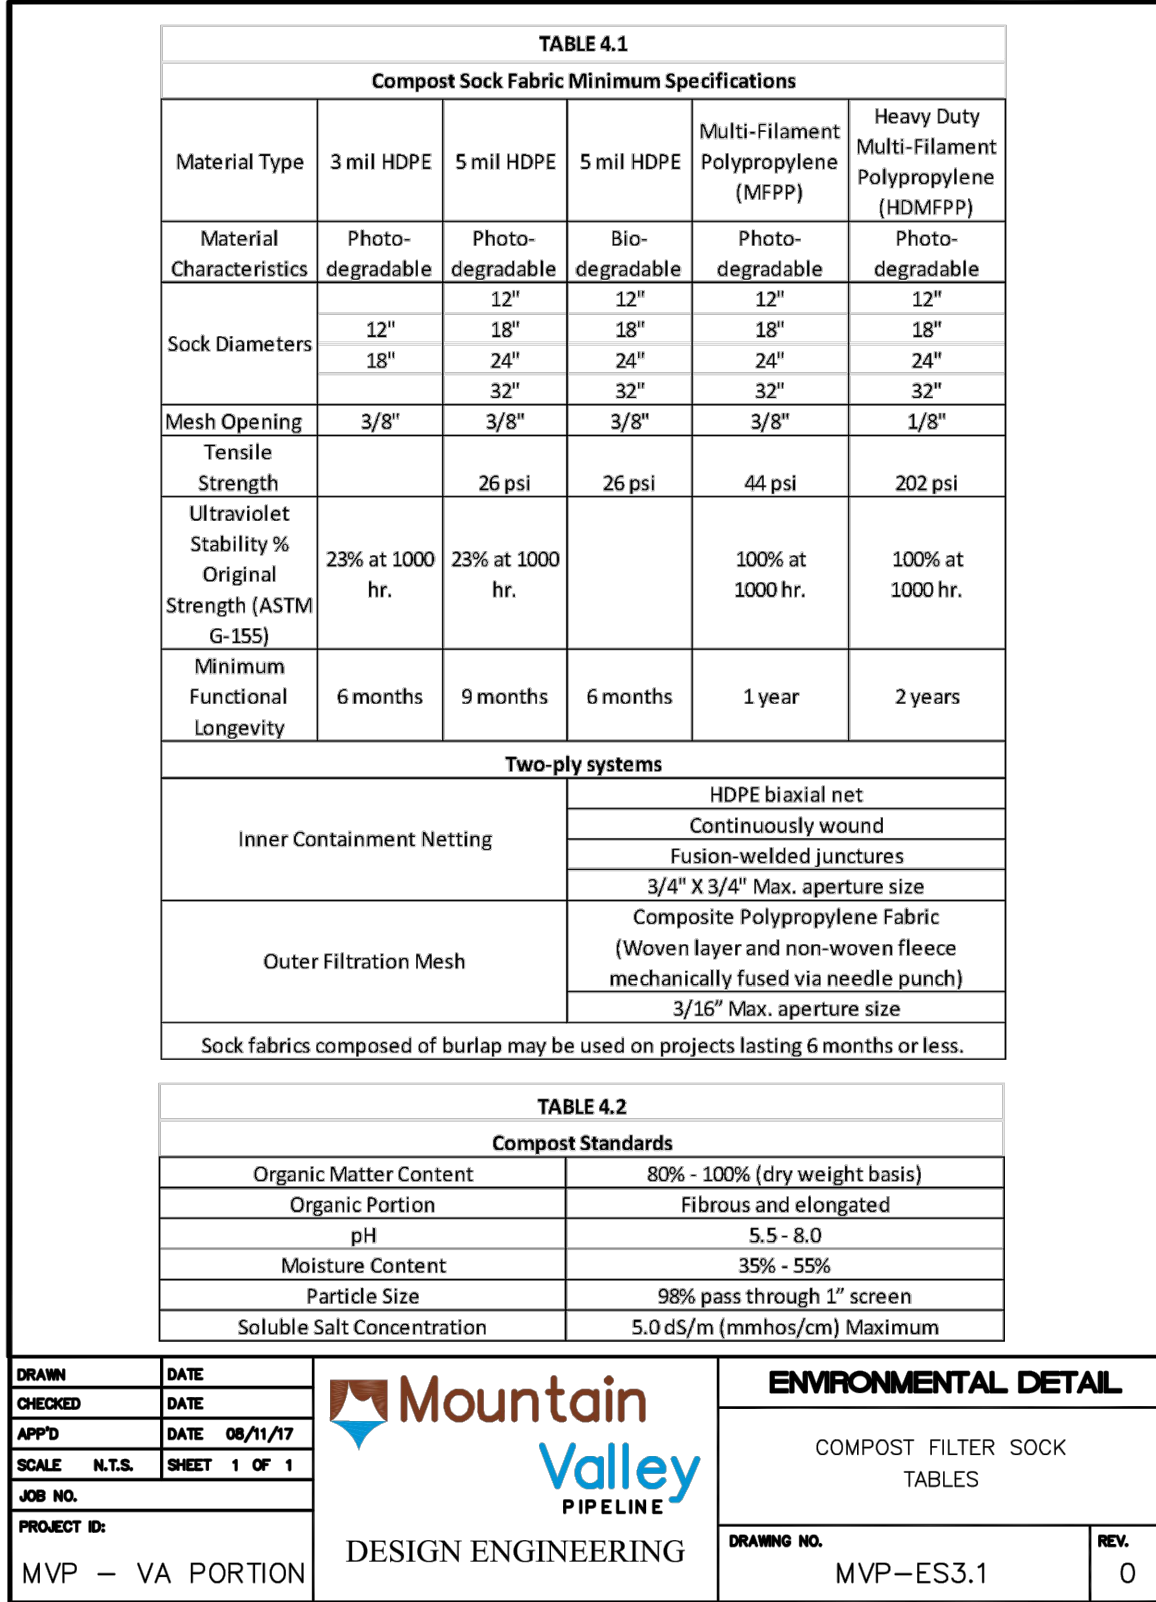 TABLE 4.1
Compost Sock Fabric Minimum Specifications
Material Type 3 mil HDPE 5 mil HDPE 5 mil HDPE Multi-Filament Polypropylene (MFPP) Heavy Duty Multi-Filament Polypropylene (HDMFPP)
Material Characteristics Photo-degradable Photo-degradable Bio-degradable Photo-degradable Photo-degradable
Sock Diameters
12" 12" 12" 12"
12" 18" 18" 18" 18"
18" 24" 24" 24" 24"
32" 32" 32" 32"
Mesh Opening 3/8" 3/8" 3/8" 3/8" 1/8"
Tensile Strength 26 psi 26 psi 44 psi 202 psi
Ultraviolet Stability % Original Strength (ASTM G-155) 23% at 1000 hr. 23% at 1000 hr. 100% at 1000 hr. 100% at 1000 hr.
Minimum Functional Longevity 6 months 9 months 6 months 1 year 2 years
Two-ply systems
Inner Containment Netting
HDPE biaxial net
Continuously wound
Fusion-welded junctures
3/4" X 3/4" Max. aperture size
Outer Filtration Mesh
Composite Polypropylene Fabric
(Woven layer and non-woven fleece
mechanically fused via needle punch)
3/16” Max. aperture size
Sock fabrics composed of burlap may be used on projects lasting 6 months or less.
TABLE 4.2
Compost Standards
Organic Matter Content 80% - 100% (dry weight basis)
Organic Portion Fibrous and elongated
pH 5.5 - 8.0
Moisture Content 35% - 55%
Particle Size 98% pass through 1” screen
Soluble Salt Concentration 5.0 dS/m (mmhos/cm) Maximum
DRAWN DATE
CHECKED DATE
APP'D DATE 08/11/17
SCALE N.T.S. SHEET 1 OF 1
JOB NO.
PROJECT ID:
MVP – VA PORTION
Mountain
Valley
PIPELINE
DESIGN ENGINEERING
ENVIRONMENTAL DETAIL
COMPOST FILTER SOCK
TABLES
DRAWING NO.
MVP–ES3.1
REV.
0